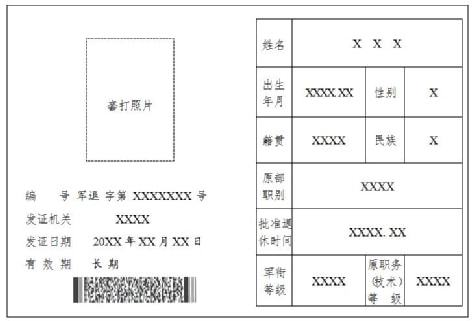 套打照片
编 号 军退 字第 XXXXXXX 号
发证机关 XXXX
发证日期 20XX 年 XX 月 XX 日
有 效 期 长 期
姓名 X X X
出生
年月 XXXX.XX 性别 X
籍贯 XXXX 民族 X
原部
职别 XXXX
批准退
休时间 XXXX. XX
军衔
等级 XXXX 原职务
(技术)
等 级 XXXX